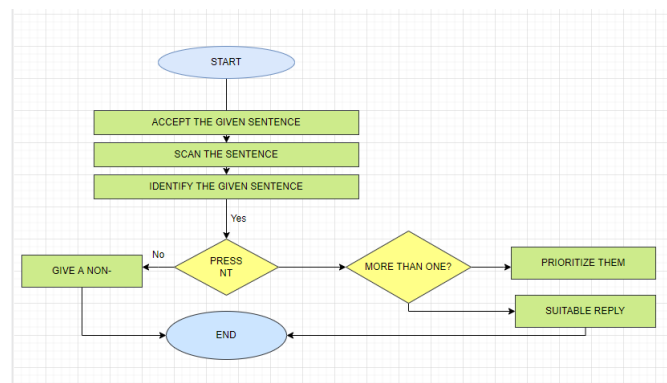 START
ACCEPT THE GIVEN SENTENCE
SCAN THE SENTENCE
IDENTIFY THE GIVEN SENTENCE
Yes
No
PRESS
NT
GIVE A NON-
MORE THAN ONE?
PRIORITIZE THEM
SUITABLE REPLY
END